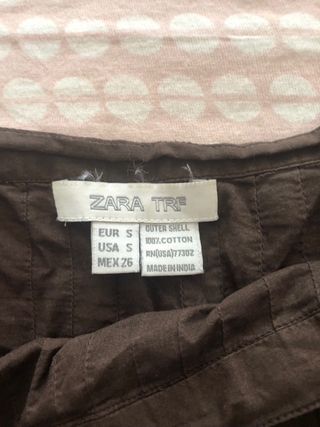 ZARA TRF
EUR S
USA S
MEX 26
OUTER SHELL
100% COTTON
RN(USA)77302
MADE IN INDIA